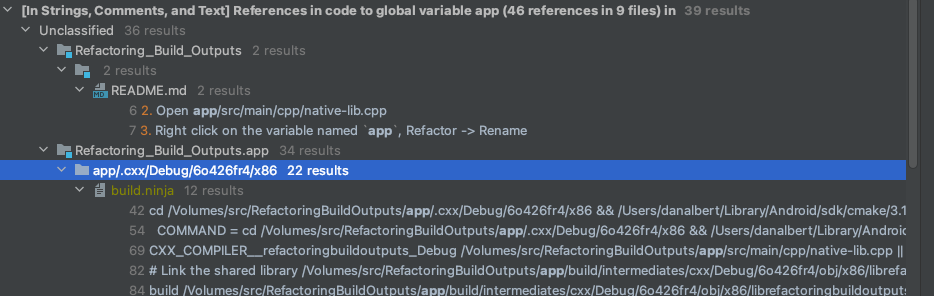 [In Strings, Comments, and Text] References in code to global variable app (46 references in 9 files) in 39 results
Unclassified 36 results
Refactoring_Build_Outputs 2 results
2 results
README.md 2 results
6 2. Open app/src/main/cpp/native-lib.cpp
7 3. Right click on the variable named `app`, Refactor -> Rename
Refactoring_Build_Outputs.app 34 results
app/.cxx/Debug/6o426fr4/x86 22 results
build.ninja 12 results
42 cd /Volumes/src/RefactoringBuildOutputs/app/.cxx/Debug/6o426fr4/x86 && /Users/danalbert/Library/Android/sdk/cmake/3.1
54 COMMAND = cd /Volumes/src/RefactoringBuildOutputs/app/.cxx/Debug/6o426fr4/x86 && /Users/danalbert/Library/Android
69 CXX_COMPILER__refactoringbuildoutputs_Debug /Volumes/src/RefactoringBuildOutputs/app/src/main/cpp/native-lib.cpp ||
82 # Link the shared library /Volumes/src/RefactoringBuildOutputs/app/build/intermediates/cxx/Debug/6o426fr4/obj/x86/librefa
84 build /Volumes/src/RefactoringBuildOutputs/app/build/intermediates/cxx/Debug/6o426fr4/obj/x86/librefactoringbuildoutputs